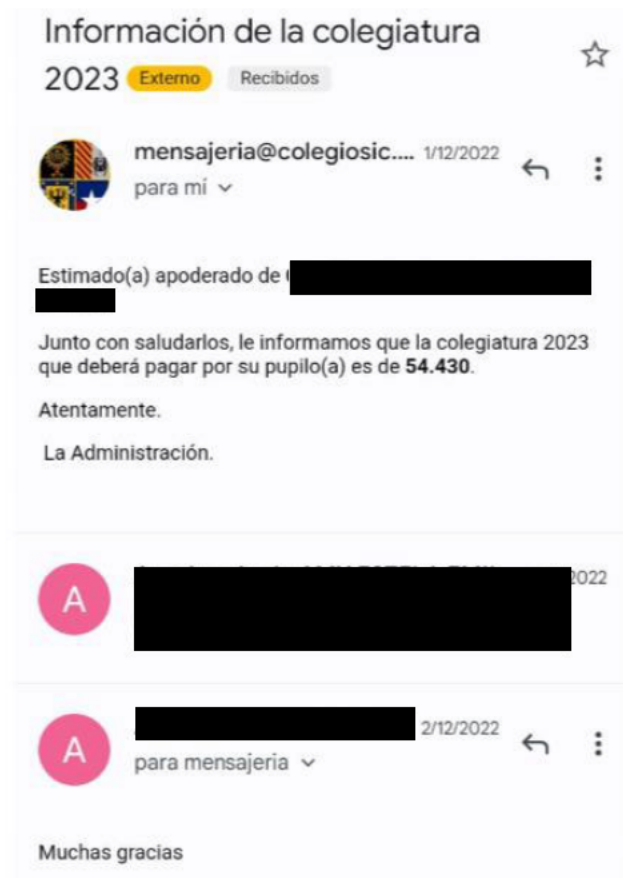 Información de la colegiatura
2023 Externo Recibidos
mensajeria@colegiosic.... 1/12/2022
para mí
Estimado(a) apoderado de
Junto con saludarlos, le informamos que la colegiatura 2023
que deberá pagar por su pupilo(a) es de 54.430.
Atentamente.
La Administración.
A
2022
A
2/12/2022
para mensajeria
Muchas gracias